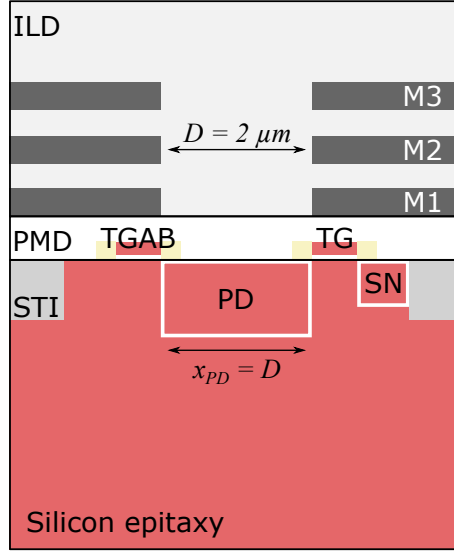 ILD
M3
D = 2 μm
M2
M1
PMD TGAB TG
STI PD SN
x_PD = D
Silicon epitaxy